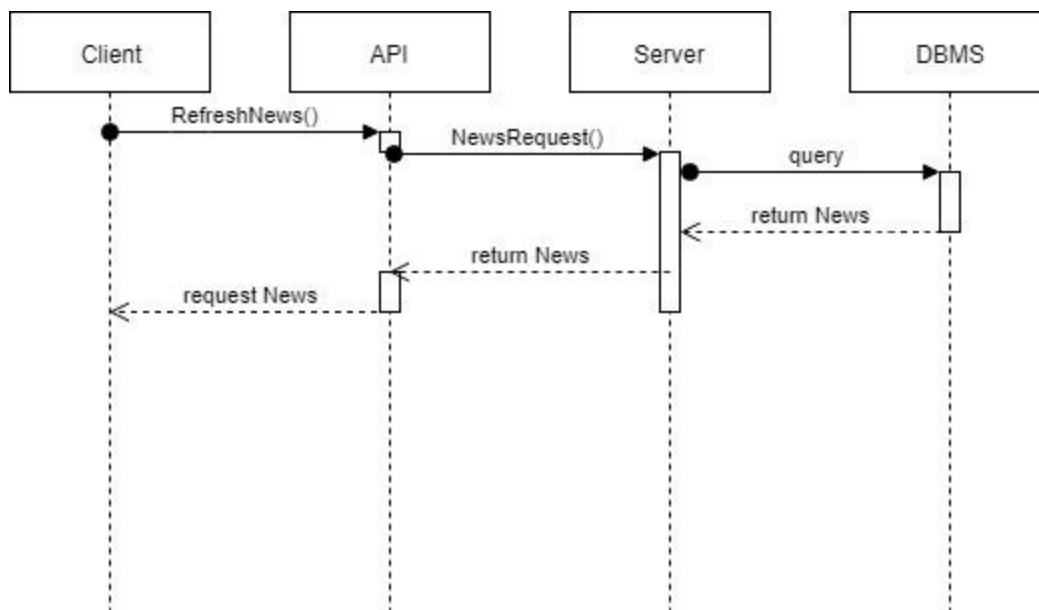 Client
API
Server
DBMS
RefreshNews()
NewsRequest()
query
return News
return News
request News